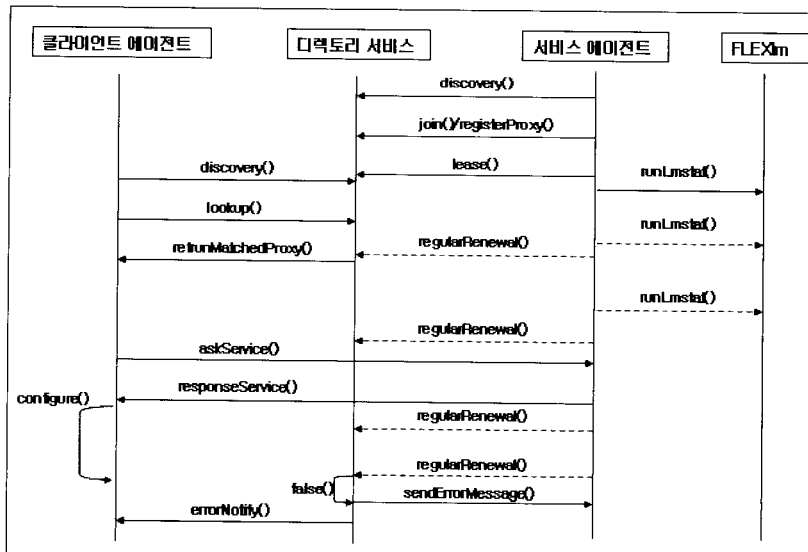 클라이언트 에이전트
디렉토리 서비스
서비스 에이전트
FLEXlm
discovery()
join()/registerProxy()
discovery()
lease()
runLmstat()
lookup()
retrunMatchedProxy()
regularRenewal()
runLmstat()
runLmstat()
regularRenewal()
askService()
responseService()
configure()
regularRenewal()
regularRenewal()
false()
sendErrorMessage()
errorNotify()